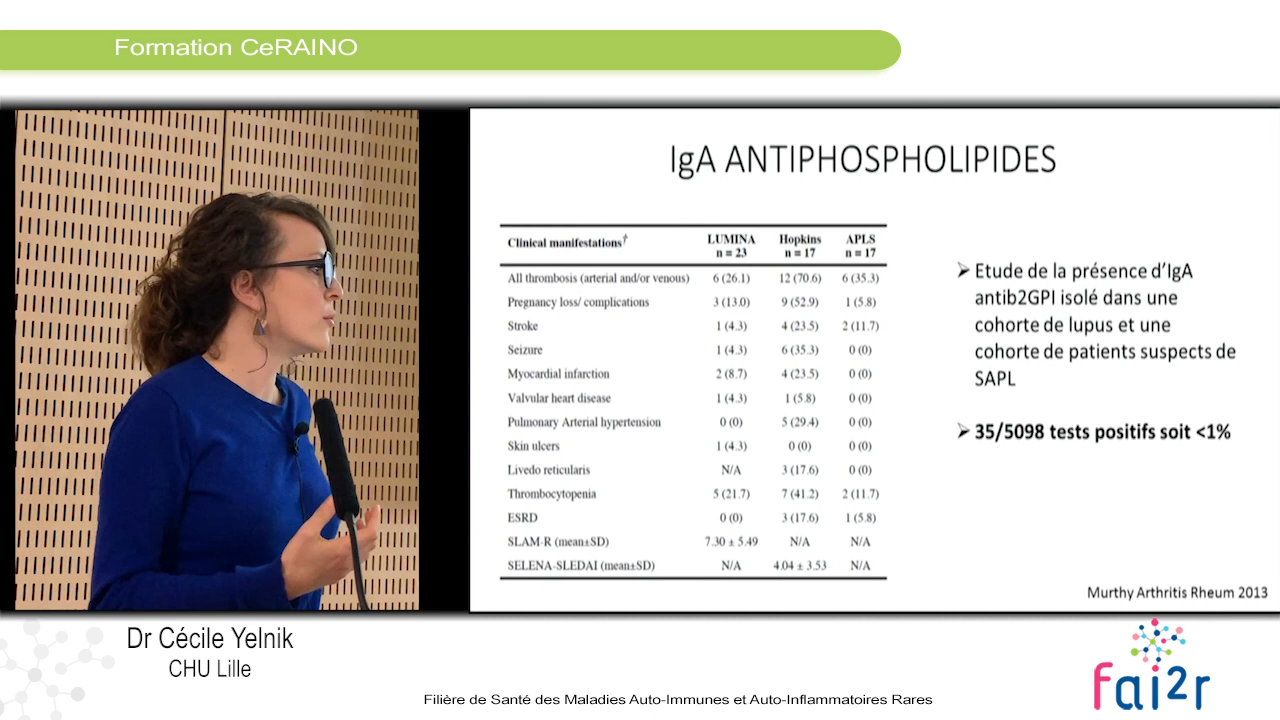 Formation CeRAINO
IgA ANTIPHOSPHOLIPIDES
Clinical manifestations† LUMINA n = 23 Hopkins n = 17 APLS n = 17
All thrombosis (arterial and/or venous) 6 (26.1) 12 (70.6) 6 (35.3)
Pregnancy loss/ complications 3 (13.0) 9 (52.9) 1 (5.8)
Stroke 1 (4.3) 4 (23.5) 2 (11.7)
Seizure 1 (4.3) 6 (35.3) 0 (0)
Myocardial infarction 2 (8.7) 4 (23.5) 0 (0)
Valvular heart disease 1 (4.3) 1 (5.8) 0 (0)
Pulmonary Arterial hypertension 0 (0) 5 (29.4) 0 (0)
Skin ulcers 1 (4.3) 0 (0) 0 (0)
Livedo reticularis N/A 3 (17.6) 0 (0)
Thrombocytopenia 5 (21.7) 7 (41.2) 2 (11.7)
ESRD 0 (0) 3 (17.6) 1 (5.8)
SLAM-R (mean±SD) 7.30 ± 5.49 N/A N/A
SELENA-SLEDAI (mean±SD) N/A 4.04 ± 3.53 N/A
➢ Etude de la présence d'IgA
antib2GPI isolé dans une
cohorte de lupus et une
cohorte de patients suspects de
SAPL
➢ 35/5098 tests positifs soit <1%
Murthy Arthritis Rheum 2013
Dr Cécile Yelnik
CHU Lille
Filière de Santé des Maladies Auto-Immunes et Auto-Inflammatoires Rares
fai2r